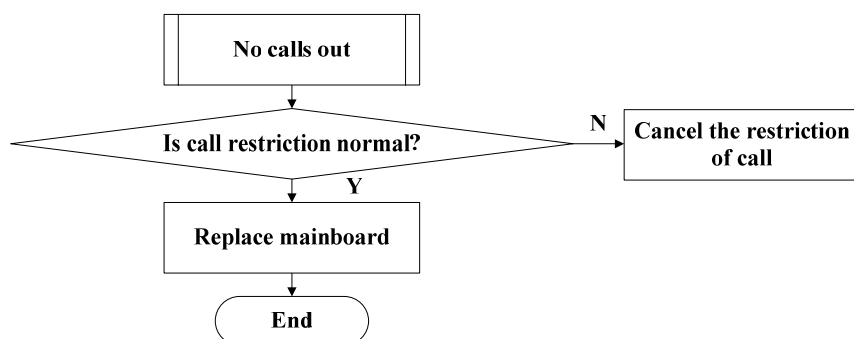 No calls out
Is call restriction normal?
N
Cancel the restriction
of call
Y
Replace mainboard
End